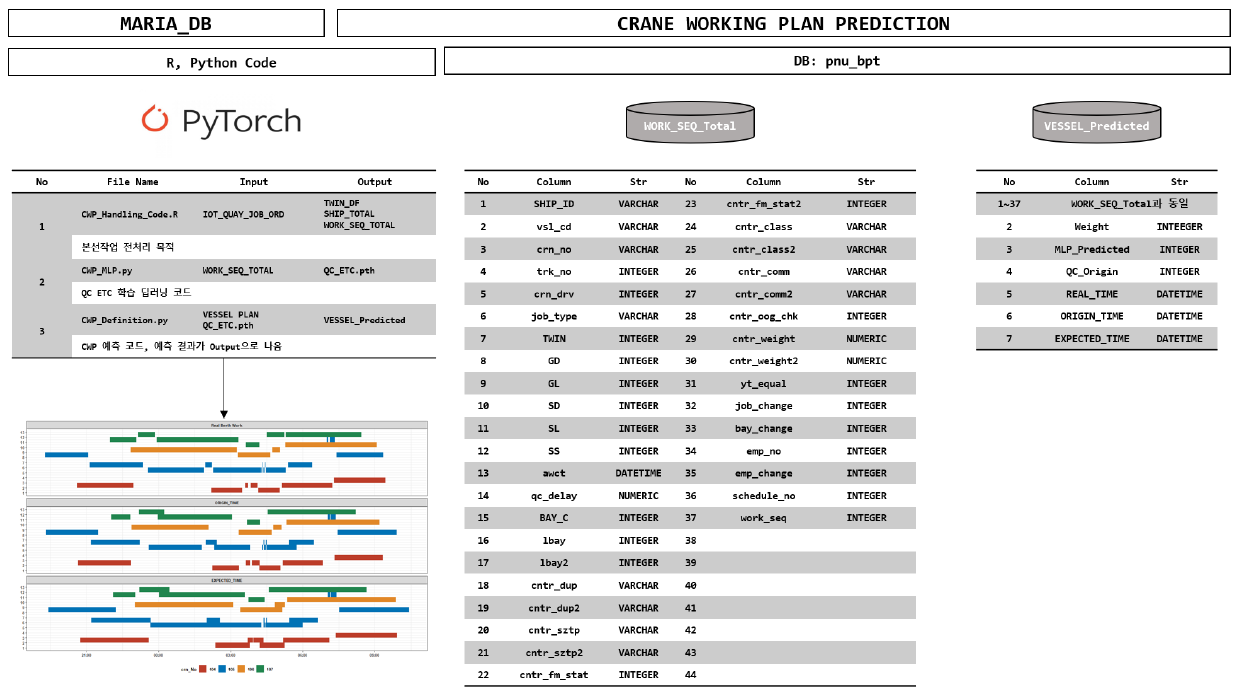 MARIA_DB
CRANE WORKING PLAN PREDICTION
R, Python Code
DB: pnu_bpt
PyTorch
WORK_SEQ_Total
VESSEL_Predicted
No File Name Input Output
1 CWP_Handling_Code.R IOT_QUAY_JOB_ORD TWIN_DF
SHIP_TOTAL
WORK_SEQ_TOTAL
본선작업 전처리 목적
2 CWP_MLP.py WORK_SEQ_TOTAL QC_ETC.pth
QC ETC 학습 딥러닝 코드
3 CWP_Definition.py VESSEL PLAN
QC_ETC.pth VESSEL_Predicted
CWP 예측 코드, 예측 결과가 Output으로 나옴
ORIGIN_TIME
EXPECTED_TIME
No Column Str No Column Str
1 SHIP_ID VARCHAR 23 cntr_fm_stat2 INTEGER
2 vsl_cd VARCHAR 24 cntr_class VARCHAR
3 crn_no VARCHAR 25 cntr_class2 VARCHAR
4 trk_no INTEGER 26 cntr_comm VARCHAR
5 crn_drv INTEGER 27 cntr_comm2 VARCHAR
6 job_type VARCHAR 28 cntr_oog_chk INTEGER
7 TWIN INTEGER 29 cntr_weight NUMERIC
8 GD INTEGER 30 cntr_weight2 NUMERIC
9 GL INTEGER 31 yt_equal INTEGER
10 SD INTEGER 32 job_change INTEGER
11 SL INTEGER 33 bay_change INTEGER
12 SS INTEGER 34 emp_no INTEGER
13 awct DATETIME 35 emp_change INTEGER
14 qc_delay NUMERIC 36 schedule_no INTEGER
15 BAY_C INTEGER 37 work_seq INTEGER
16 lbay INTEGER 38
17 lbay2 INTEGER 39
18 cntr_dup VARCHAR 40
19 cntr_dup2 VARCHAR 41
20 cntr_sztp VARCHAR 42
21 cntr_sztp2 VARCHAR 43
22 cntr_fm_stat INTEGER 44
No Column Str
1~37 WORK_SEQ_Total과 동일
2 Weight INTEEGER
3 MLP_Predicted INTEGER
4 QC_Origin INTEGER
5 REAL_TIME DATETIME
6 ORIGIN_TIME DATETIME
7 EXPECTED_TIME DATETIME